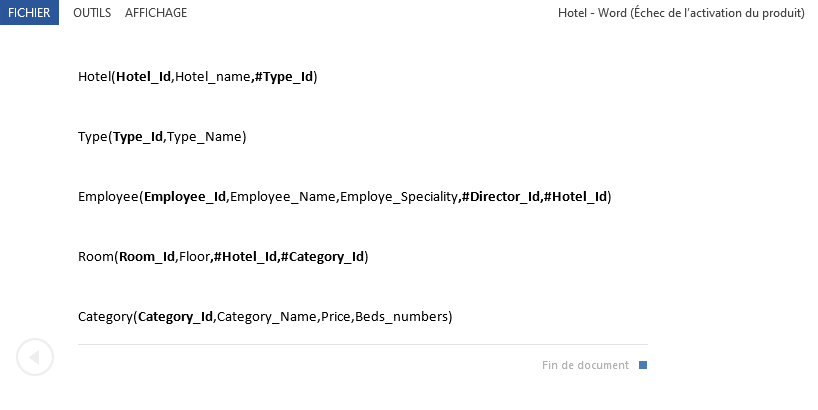 FICHIER OUTILS AFFICHAGE Hotel - Word (Échec de l'activation du produit)
Hotel(Hotel_Id,Hotel_name,#Type_Id)
Type(Type_Id,Type_Name)
Employee(Employee_Id,Employee_Name,Employe_Speciality,#Director_Id,#Hotel_Id)
Room(Room_Id,Floor,#Hotel_Id,#Category_Id)
Category(Category_Id,Category_Name,Price,Beds_numbers)
Fin de document